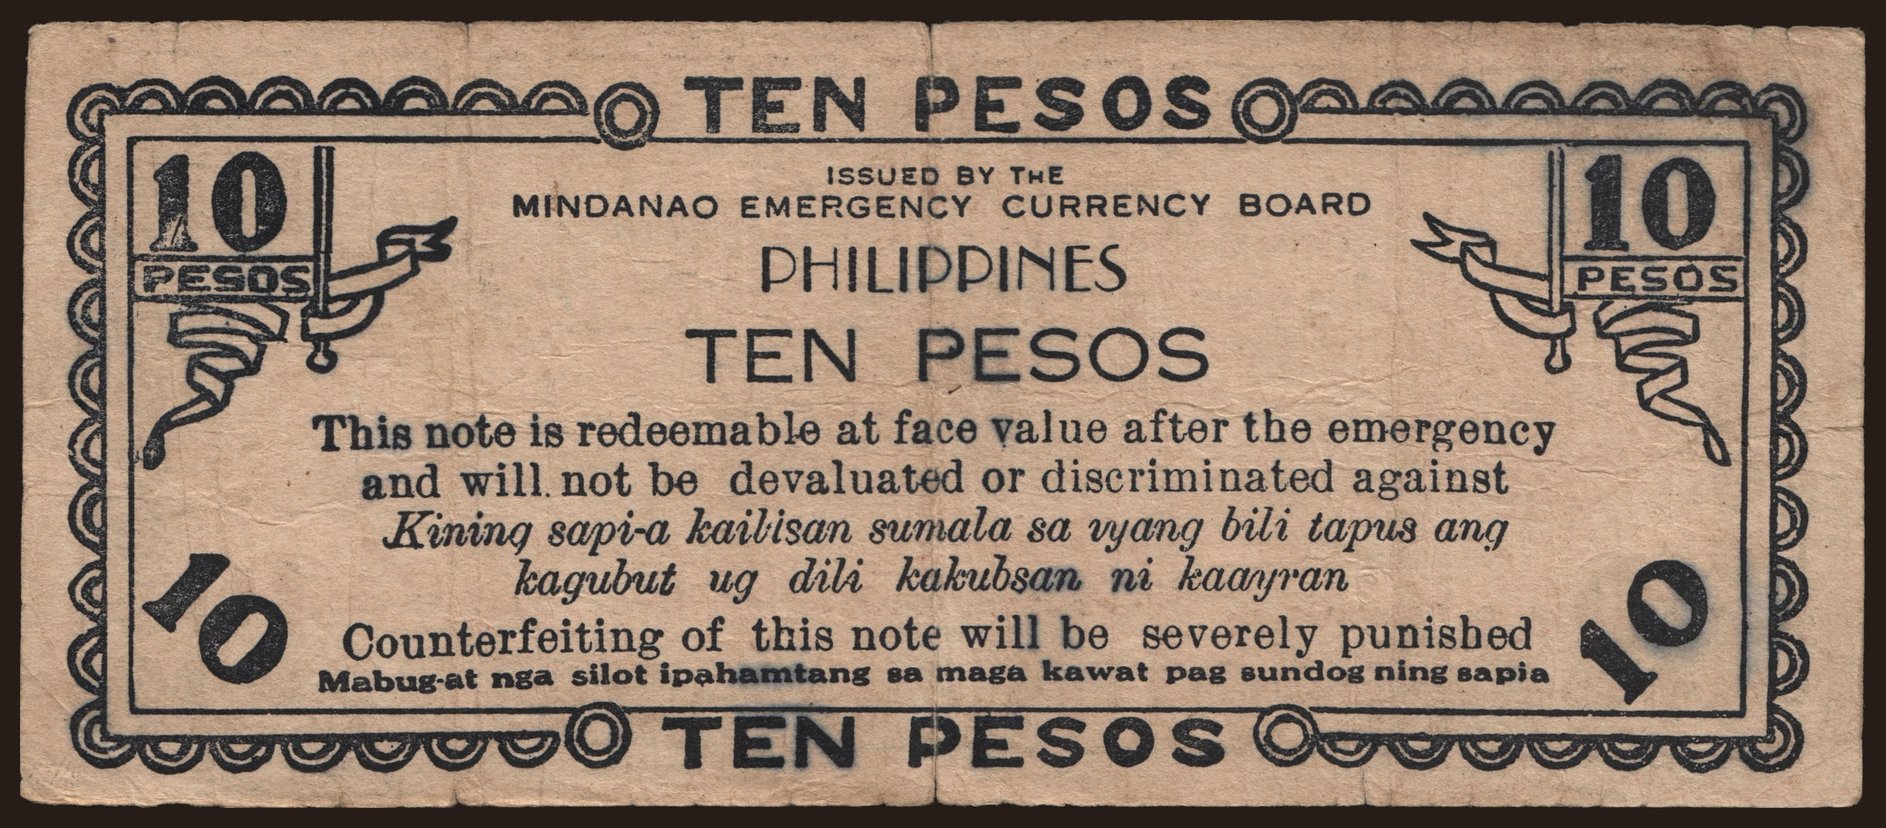 TEN PESOS
10 10
PESOS PESOS
ISSUED BY THE
MINDANAO EMERGENCY CURRENCY BOARD
PHILIPPINES
TEN PESOS
This note is redeemable at face value after the emergency
and will. not be devaluated or discriminated against
Kining sapi-a kailisan sumala sa vyang bili tapus ang
kagubut ug dili kakubsan ni kaayran
Counterfeiting of this note will be severely punished
Mabug-at nga silot ipahamtang sa maga kawat pag sundog ning sapia
10 10
TEN PESOS